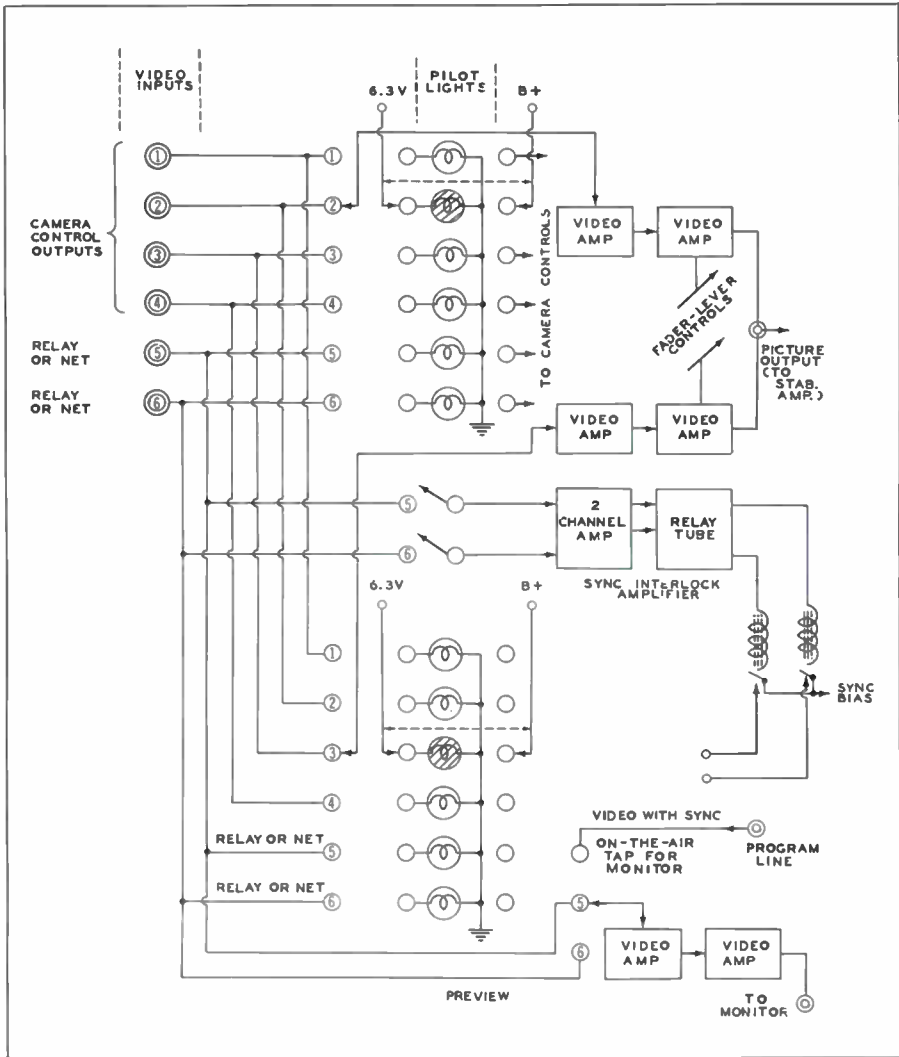 VIDEO
INPUTS
PILOT
LIGHTS
6.3V
B+
CAMERA
CONTROL
OUTPUTS
1
2
3
4
5
6
RELAY
OR NET
RELAY
OR NET
1
2
3
4
5
6
TO CAMERA CONTROLS
VIDEO
AMP
VIDEO
AMP
FADER-LEVER
CONTROLS
PICTURE
OUTPUT
(TO
STAB.
AMP.)
VIDEO
AMP
VIDEO
AMP
5
6
2
CHANNEL
AMP
RELAY
TUBE
SYNC INTERLOCK
AMPLIFIER
6.3V
B+
1
2
3
4
RELAY OR NET
5
RELAY OR NET
6
SYNC
BIAS
VIDEO WITH SYNC
ON-THE-AIR
TAP FOR
MONITOR
PROGRAM
LINE
5
6
VIDEO
AMP
VIDEO
AMP
PREVIEW
TO
MONITOR